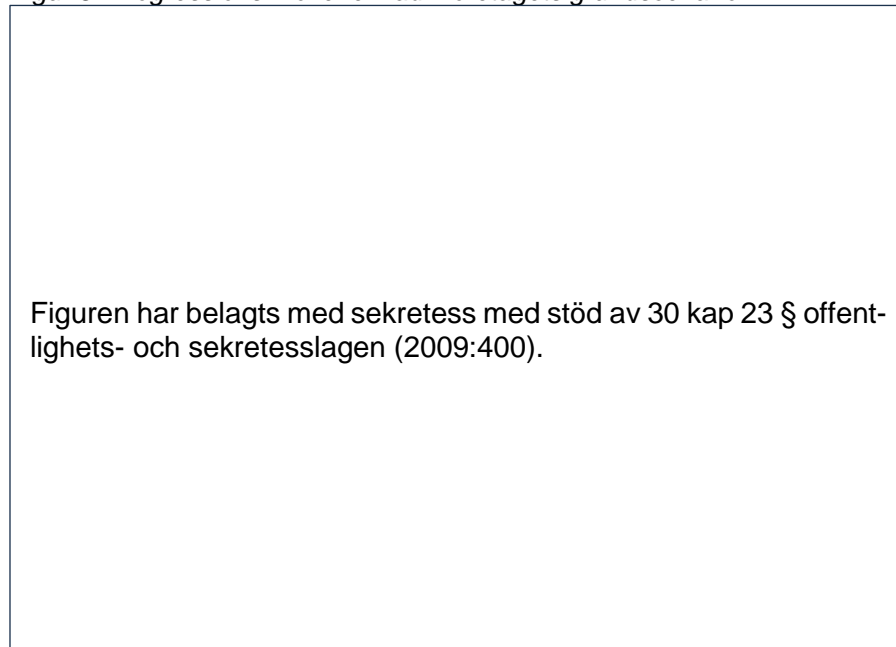 Figuren har belagts med sekretess med stöd av 30 kap 23 § offent-
lighets- och sekretesslagen (2009:400).